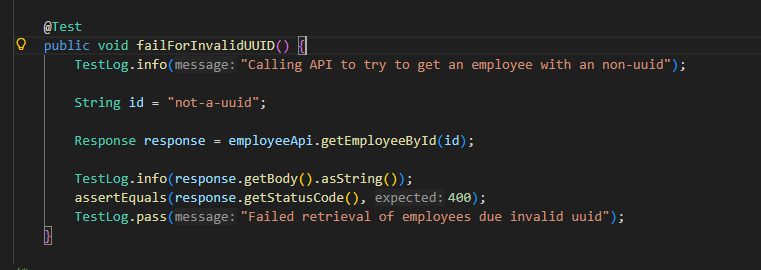 @Test
public void failForInvalidUUID() {
TestLog.info(message: "Calling API to try to get an employee with an non-uuid");
String id = "not-a-uuid";
Response response = employeeApi.getEmployeeById(id);
TestLog.info(response.getBody().asString());
assertEquals(response.getStatusCode(), expected: 400);
TestLog.pass(message: "Failed retrieval of employees due invalid uuid");
}